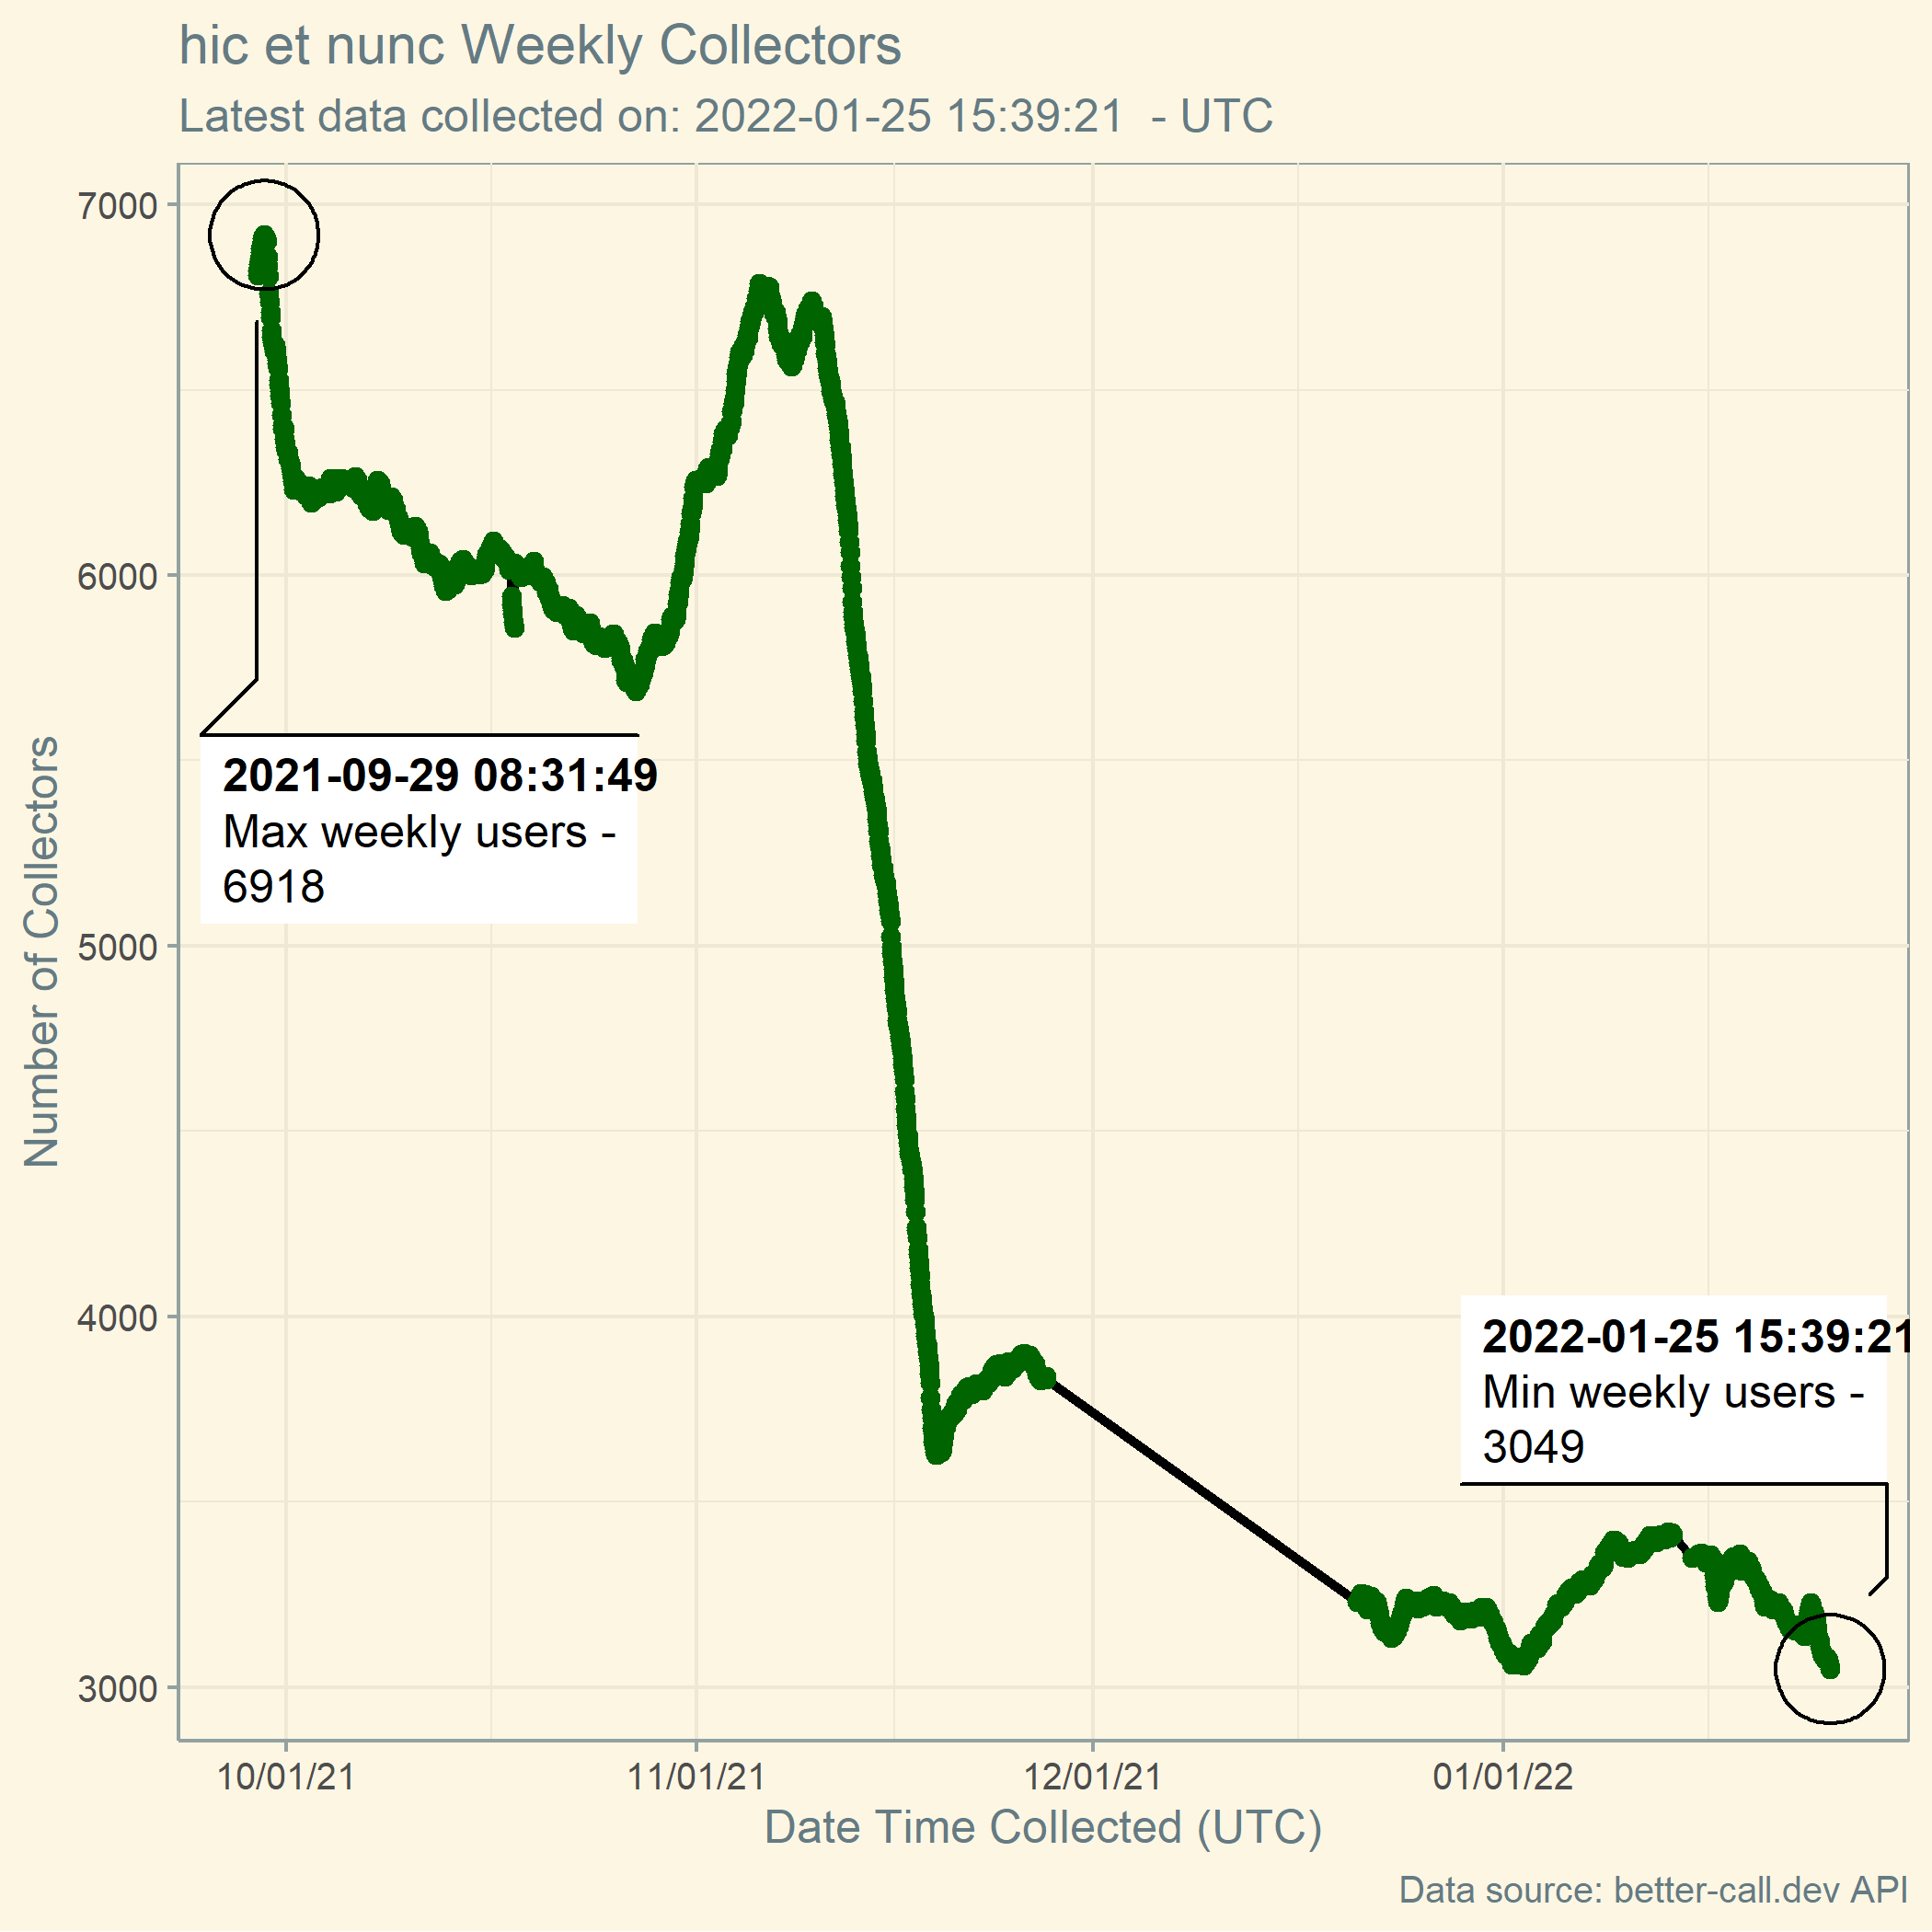 hic et nunc Weekly Collectors
Latest data collected on: 2022-01-25 15:39:21  - UTC
7000
6000
5000
4000
3000
Number of Collectors
2021-09-29 08:31:49
Max weekly users -
6918
2022-01-25 15:39:21
Min weekly users -
3049
10/01/21
11/01/21
12/01/21
01/01/22
Date Time Collected (UTC)
Data source: better-call.dev API